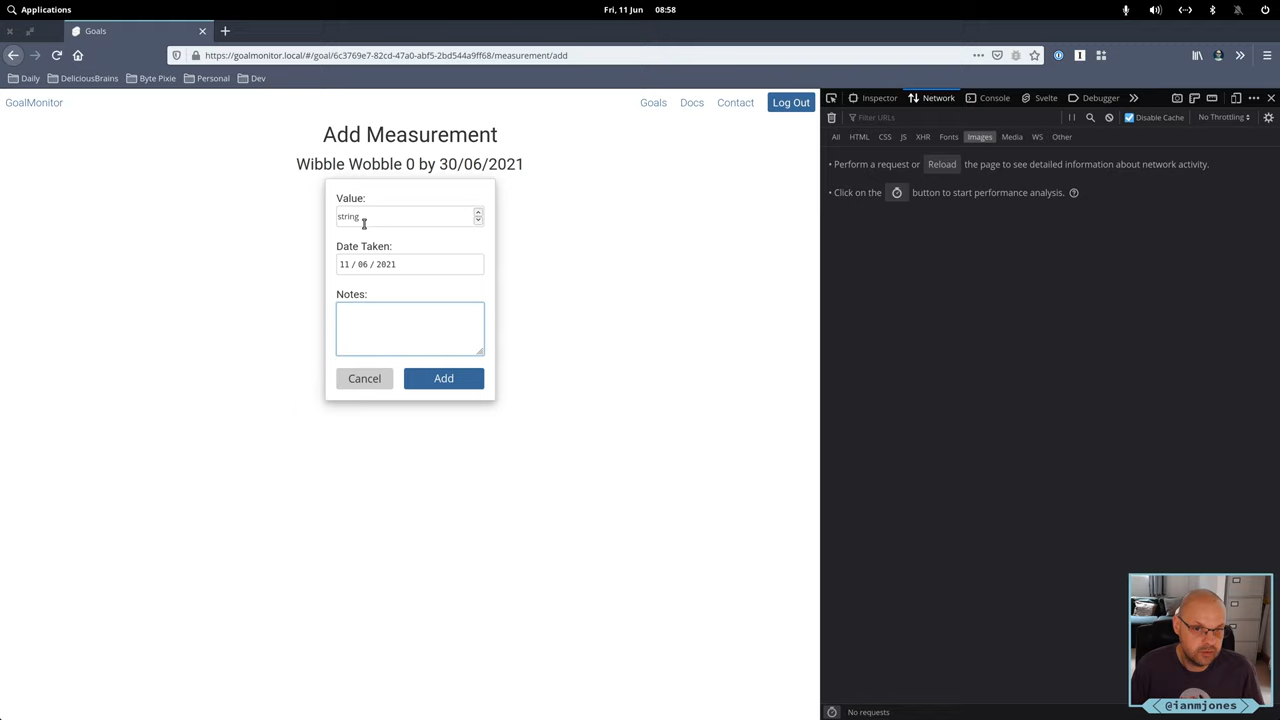 Applications
Fri, 11 Jun 08:58
Goals
https://goalmonitor.local/#/goal/6c3769e7-82cd-47a0-abf5-2bd544a9ff68/measurement/add
Daily
DeliciousBrains
Byte Pixie
Personal
Dev
GoalMonitor
Goals
Docs
Contact
Log Out
Add Measurement
Wibble Wobble 0 by 30/06/2021
Value:
string
Date Taken:
11 / 06 / 2021
Notes:
Cancel
Add
Inspector
Network
Console
Svelte
Debugger
Filter URLs
Disable Cache
No Throttling
All
HTML
CSS
JS
XHR
Fonts
Images
Media
WS
Other
• Perform a request or Reload the page to see detailed information about network activity.
• Click on the button to start performance analysis.
No requests
@ianmjones